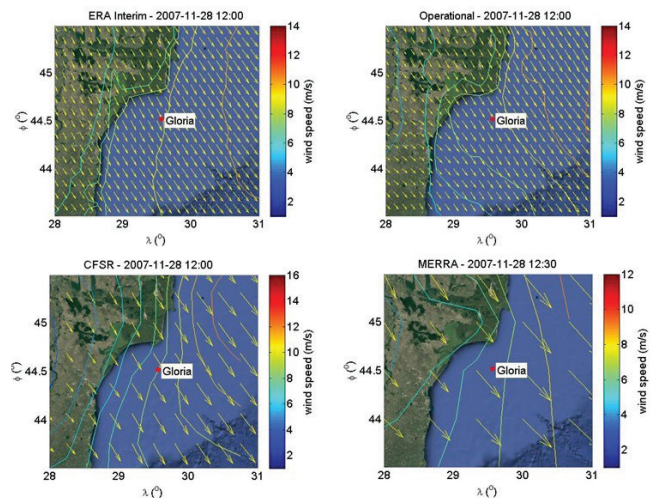 ERA Interim - 2007-11-28 12:00
45
44.5
44
φ (°)
28 29 30 31
λ (°)
Gloria
14
12
10
8
6
4
2
wind speed (m/s)
Operational - 2007-11-28 12:00
45
44.5
44
φ (°)
28 29 30 31
λ (°)
Gloria
14
12
10
8
6
4
2
wind speed (m/s)
CFSR - 2007-11-28 12:00
45
44.5
44
φ (°)
28 29 30 31
λ (°)
Gloria
16
14
12
10
8
6
4
2
wind speed (m/s)
MERRA - 2007-11-28 12:30
45
44.5
44
φ (°)
28 29 30 31
λ (°)
Gloria
12
10
8
6
4
2
wind speed (m/s)